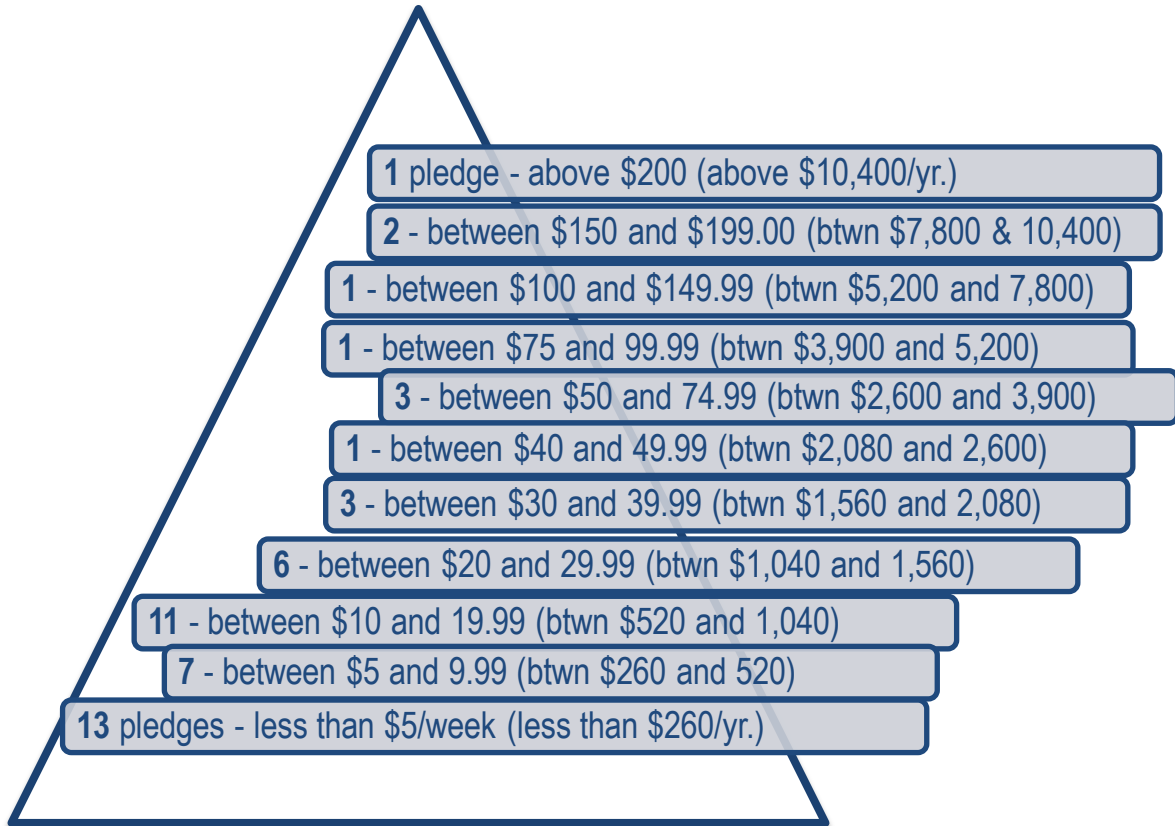 1 pledge - above $200 (above $10,400/yr.)
2 - between $150 and $199.00 (btwn $7,800 & 10,400)
1 - between $100 and $149.99 (btwn $5,200 and 7,800)
1 - between $75 and 99.99 (btwn $3,900 and 5,200)
3 - between $50 and 74.99 (btwn $2,600 and 3,900)
1 - between $40 and 49.99 (btwn $2,080 and 2,600)
3 - between $30 and 39.99 (btwn $1,560 and 2,080)
6 - between $20 and 29.99 (btwn $1,040 and 1,560)
11 - between $10 and 19.99 (btwn $520 and 1,040)
7 - between $5 and 9.99 (btwn $260 and 520)
13 pledges - less than $5/week (less than $260/yr.)